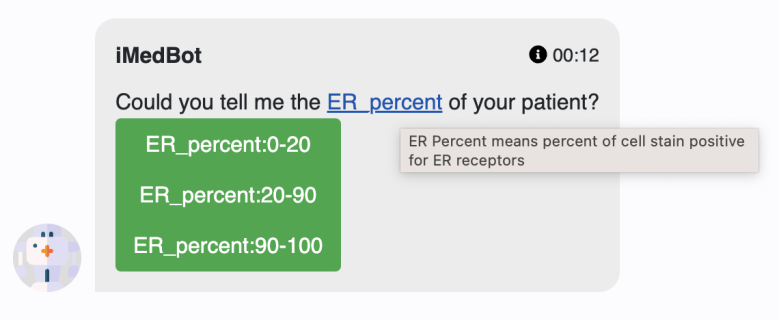 iMedBot 00:12
Could you tell me the ER_percent of your patient?
ER_percent:0-20
ER Percent means percent of cell stain positive
for ER receptors
ER_percent:20-90
ER_percent:90-100